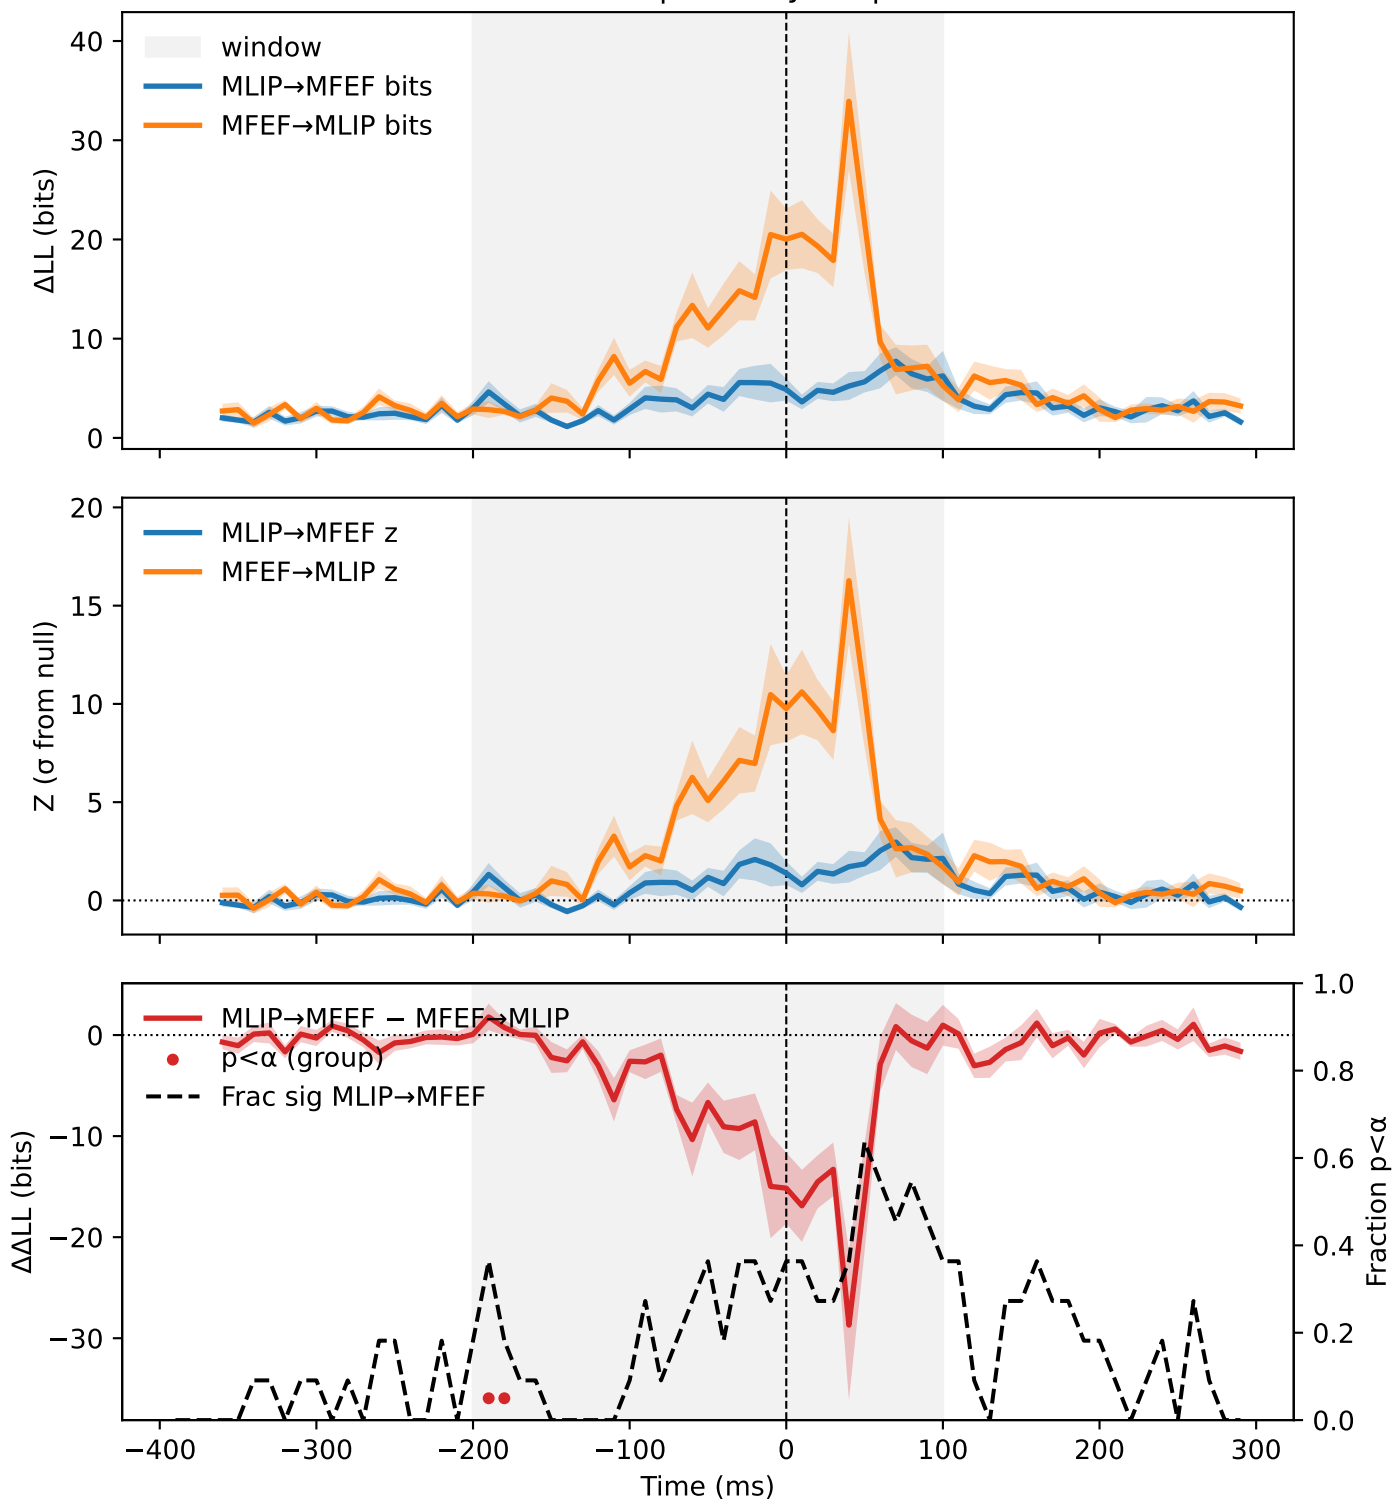 40
30
20
10
0
ΔLL (bits)
window
MLIP→MFEF bits
MFEF→MLIP bits
20
15
10
5
0
Z (σ from null)
MLIP→MFEF z
MFEF→MLIP z
0
−10
−20
−30
ΔΔLL (bits)
MLIP→MFEF − MFEF→MLIP
p<α (group)
Frac sig MLIP→MFEF
1.0
0.8
0.6
0.4
0.2
0.0
Fraction p<α
−400 −300 −200 −100 0 100 200 300
Time (ms)